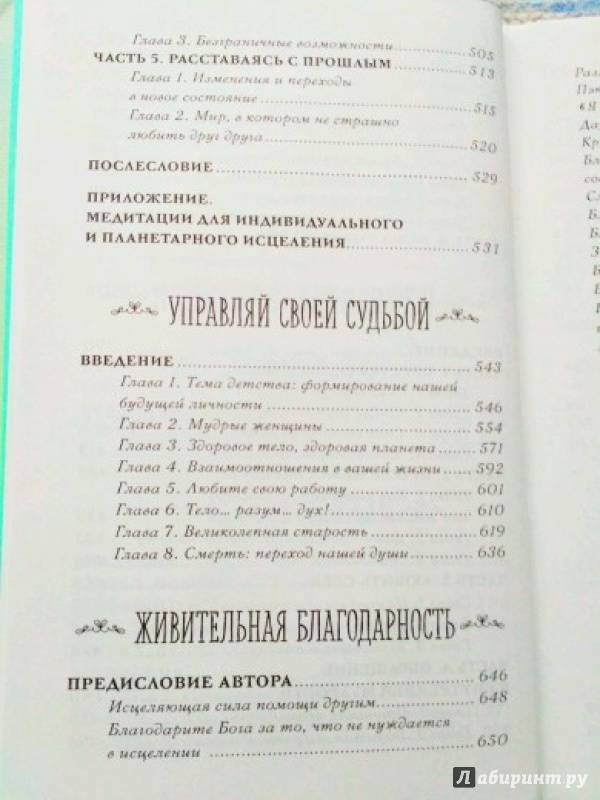 Глава 3. Безграничные возможности 505
ЧАСТЬ 5. РАССТАВАЯСЬ С ПРОШЛЫМ 513
Глава 1. Изменения и переходы
в новое состояние 515
Глава 2. Мир, в котором не страшно
любить друг друга 520
ПОСЛЕСЛОВИЕ 529
ПРИЛОЖЕНИЕ.
МЕДИТАЦИИ ДЛЯ ИНДИВИДУАЛЬНОГО
И ПЛАНЕТАРНОГО ИСЦЕЛЕНИЯ 531
УПРАВЛЯЙ СВОЕЙ СУДЬБОЙ
ВВЕДЕНИЕ 543
Глава 1. Тема детства: формирование нашей
будущей личности 546
Глава 2. Мудрые женщины 554
Глава 3. Здоровое тело, здоровая планета 571
Глава 4. Взаимоотношения в вашей жизни 592
Глава 5. Любите свою работу 601
Глава 6. Тело... разум... дух! 610
Глава 7. Великолепная старость 619
Глава 8. Смерть: переход нашей души 636
ЖИВИТЕЛЬНАЯ БЛАГОДАРНОСТЬ
ПРЕДИСЛОВИЕ АВТОРА 646
Исцеляющая сила помощи другим 648
Благодарите Бога за то, что не нуждается
в исцелении 650
Лабиринт.ру